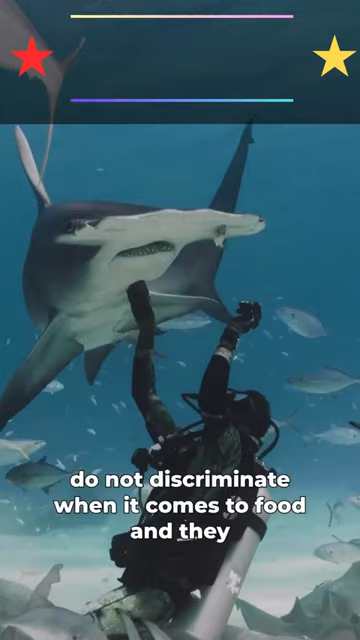 do not discriminate
when it comes to food
and they